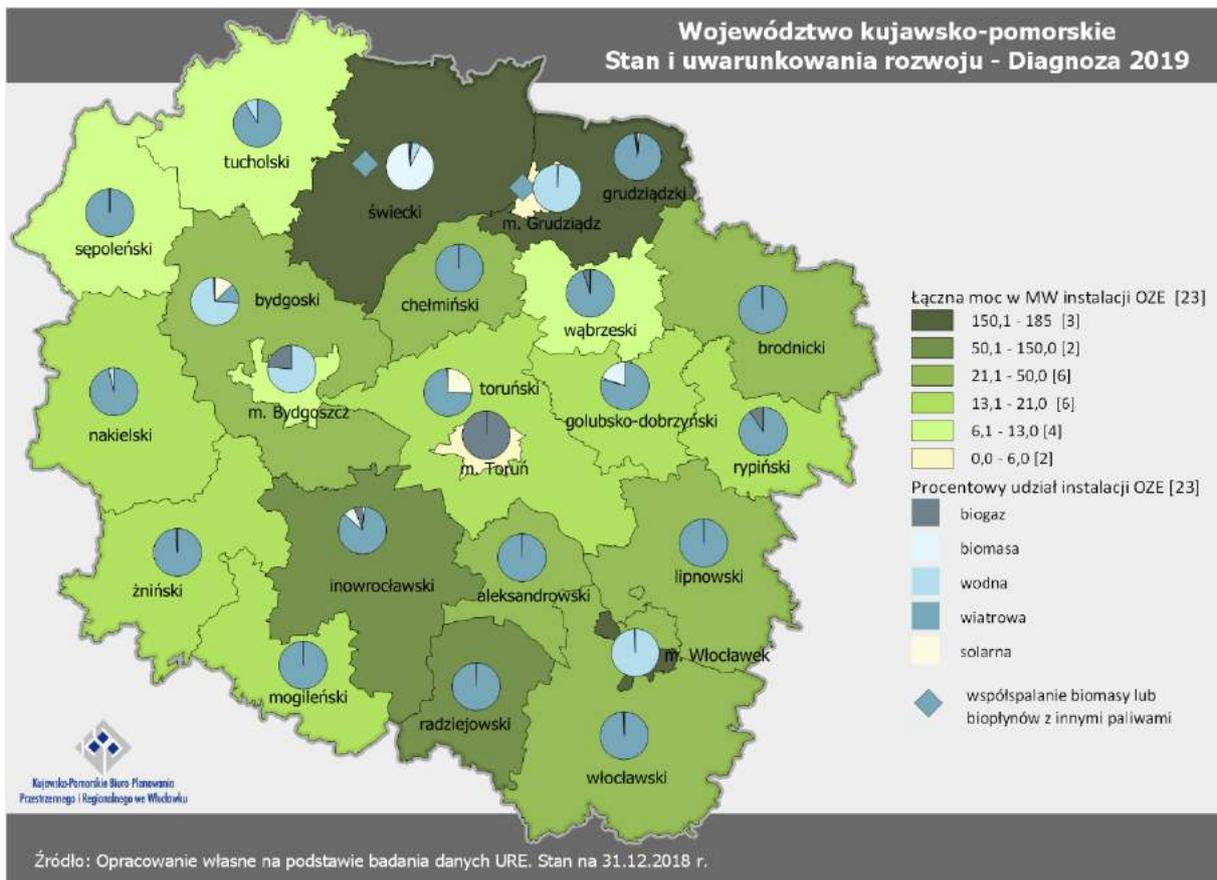 Województwo kujawsko-pomorskie
Stan i uwarunkowania rozwoju - Diagnoza 2019
tucholski
świecki
grudziądzki
m. Grudziądz
sępoleński
bydgoski
chełmiński
wąbrzeski
brodnicki
m. Bydgoszcz
toruński
golubsko-dobrzyński
nakielski
m. Toruń
rypiński
żniński
inowrocławski
aleksandrowski
lipnowski
m. Włocławek
mogileński
radziejowski
włocławski
Łączna moc w MW instalacji OZE [23]
150,1 - 185 [3]
50,1 - 150,0 [2]
21,1 - 50,0 [6]
13,1 - 21,0 [6]
6,1 - 13,0 [4]
0,0 - 6,0 [2]
Procentowy udział instalacji OZE [23]
biogaz
biomasa
wodna
wiatrowa
solarna
współspalanie biomasy lub
biopłynów z innymi paliwami
Kujawsko-Pomorskie Biuro Planowania
Przestrzennego i Regionalnego we Włocławku
Źródło: Opracowanie własne na podstawie badania danych URE. Stan na 31.12.2018 r.